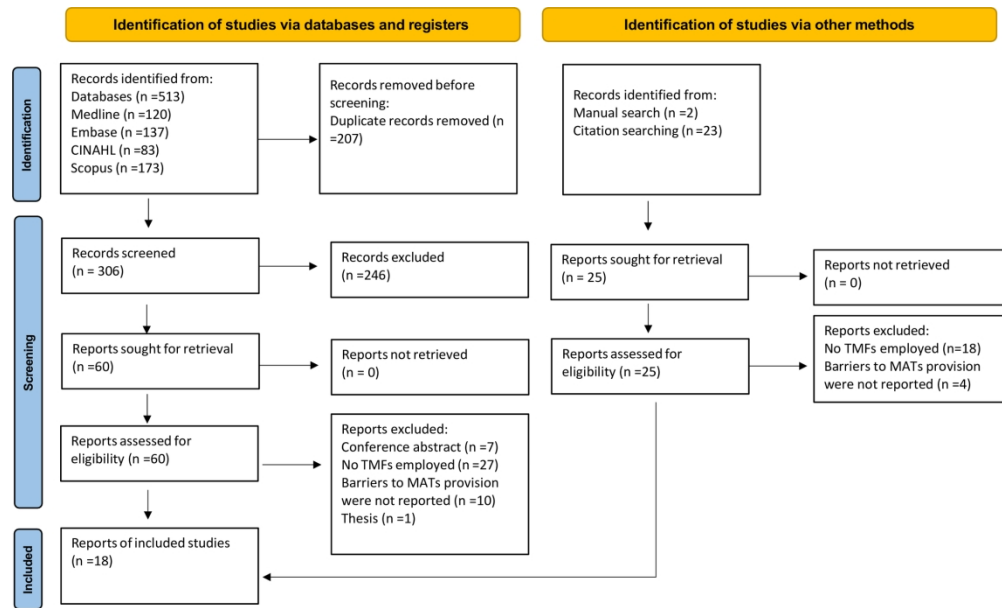 Identification of studies via databases and registers
Identification of studies via other methods
Identification
Records identified from:
Databases (n =513)
Medline (n =120)
Embase (n =137)
CINAHL (n =83)
Scopus (n =173)
Records removed before
screening:
Duplicate records removed (n
=207)
Records identified from:
Manual search (n =2)
Citation searching (n =23)
Screening
Records screened
(n = 306)
Records excluded
(n =246)
Reports sought for retrieval
(n = 25)
Reports not retrieved
(n = 0)
Reports sought for retrieval
(n =60)
Reports not retrieved
(n = 0)
Reports assessed for
eligibility (n =25)
Reports excluded:
No TMFs employed (n=18)
Barriers to MATs provision
were not reported (n =4)
Reports assessed for
eligibility (n =60)
Reports excluded:
Conference abstract (n =7)
No TMFs employed (n =27)
Barriers to MATs provision
were not reported (n =10)
Thesis (n =1)
Included
Reports of included studies
(n =18)